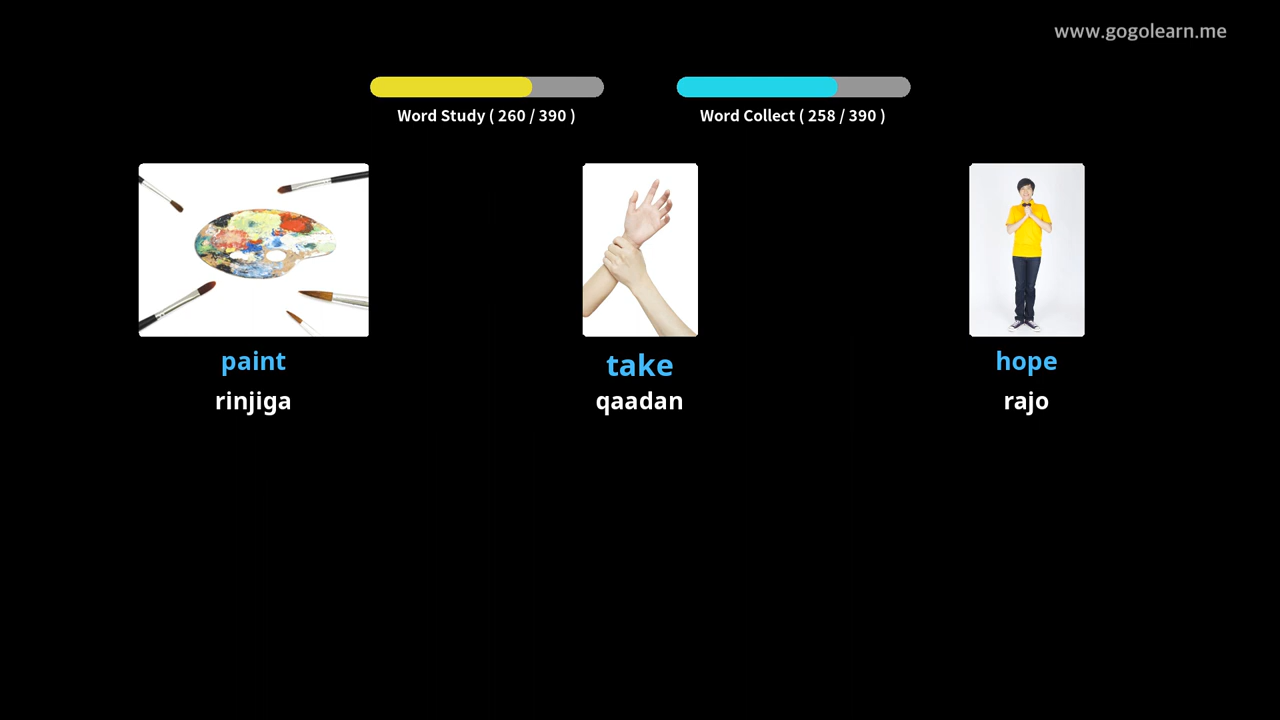 www.gogolearn.me
Word Study ( 260 / 390 )
Word Collect ( 258 / 390 )
paint
take
hope
rinjiga
qaadan
rajo